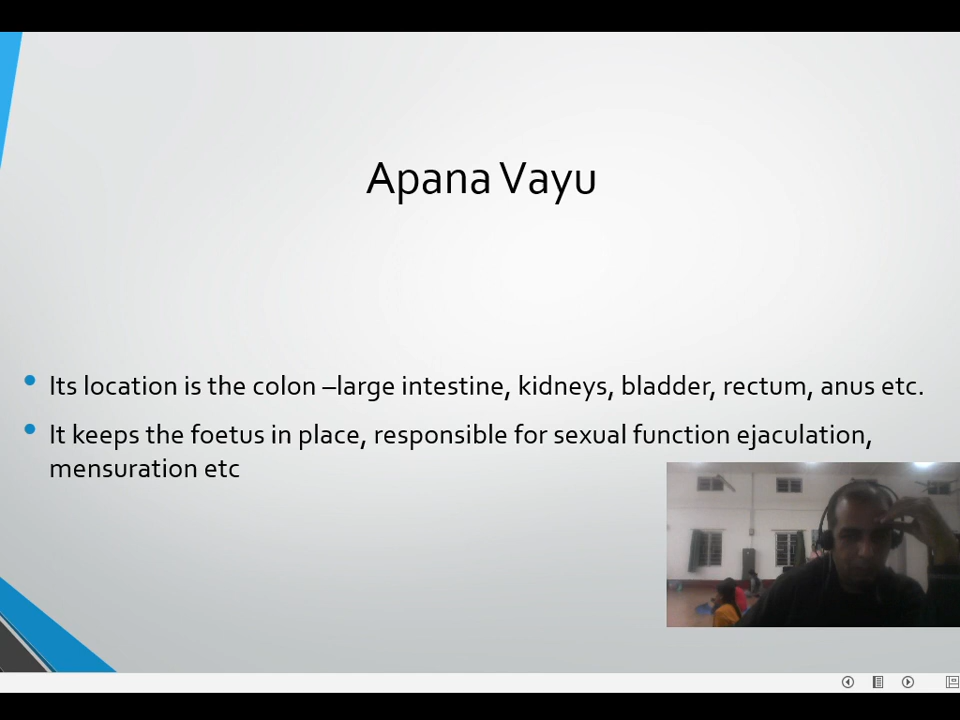 Apana Vayu
• Its location is the colon –large intestine, kidneys, bladder, rectum, anus etc.
• It keeps the foetus in place, responsible for sexual function ejaculation,
mensuration etc